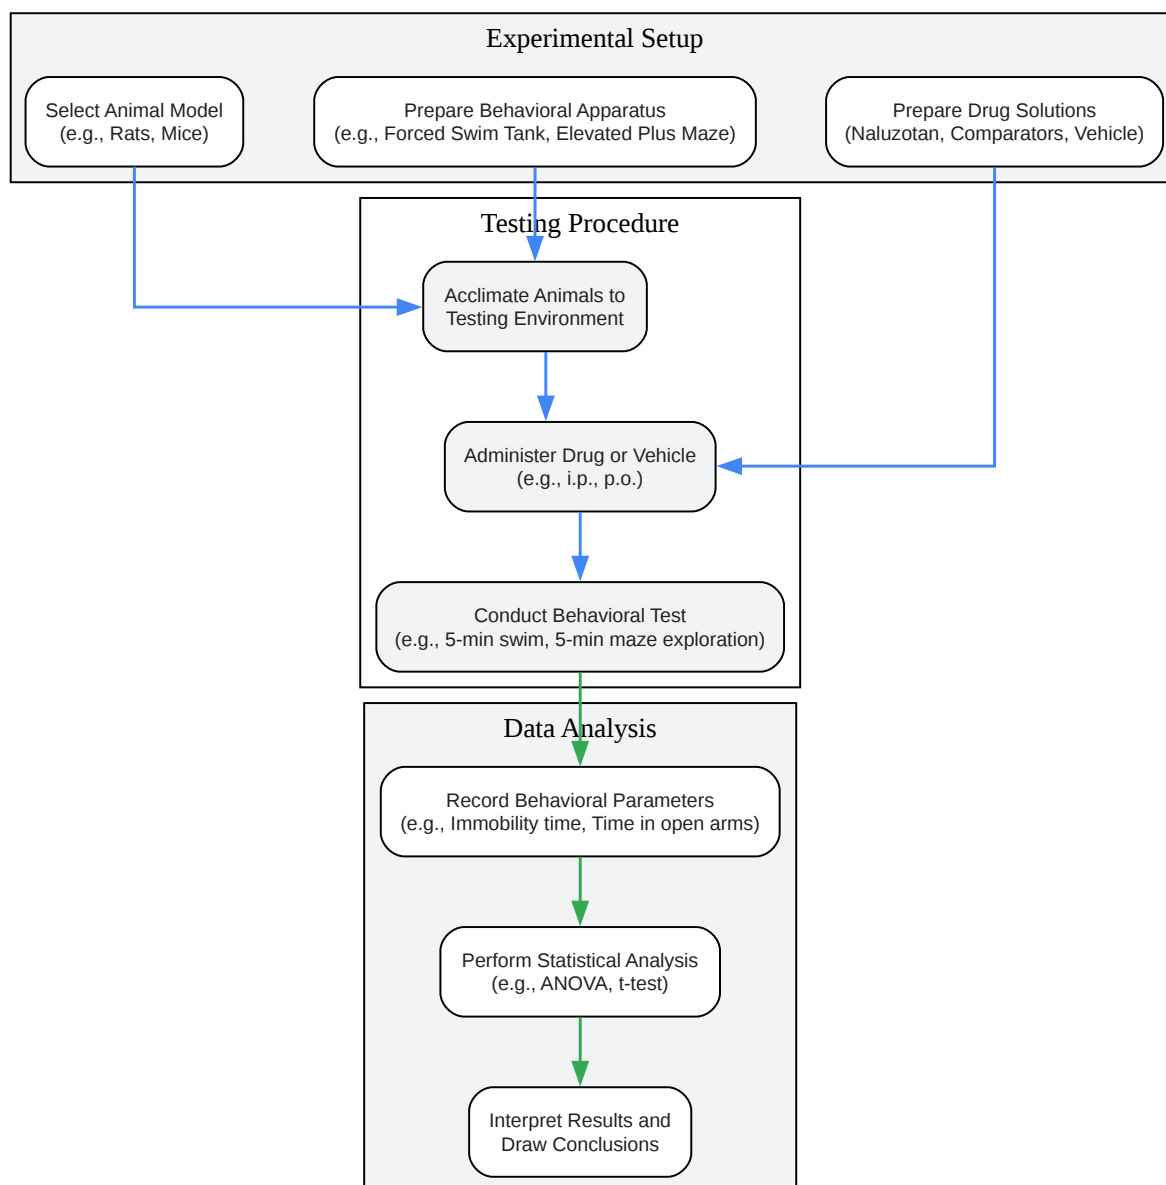 Experimental Setup
Select Animal Model
(e.g., Rats, Mice)
Prepare Behavioral Apparatus
(e.g., Forced Swim Tank, Elevated Plus Maze)
Prepare Drug Solutions
(Naluzotan, Comparators, Vehicle)
Testing Procedure
Acclimate Animals to
Testing Environment
Administer Drug or Vehicle
(e.g., i.p., p.o.)
Conduct Behavioral Test
(e.g., 5-min swim, 5-min maze exploration)
Data Analysis
Record Behavioral Parameters
(e.g., Immobility time, Time in open arms)
Perform Statistical Analysis
(e.g., ANOVA, t-test)
Interpret Results and
Draw Conclusions